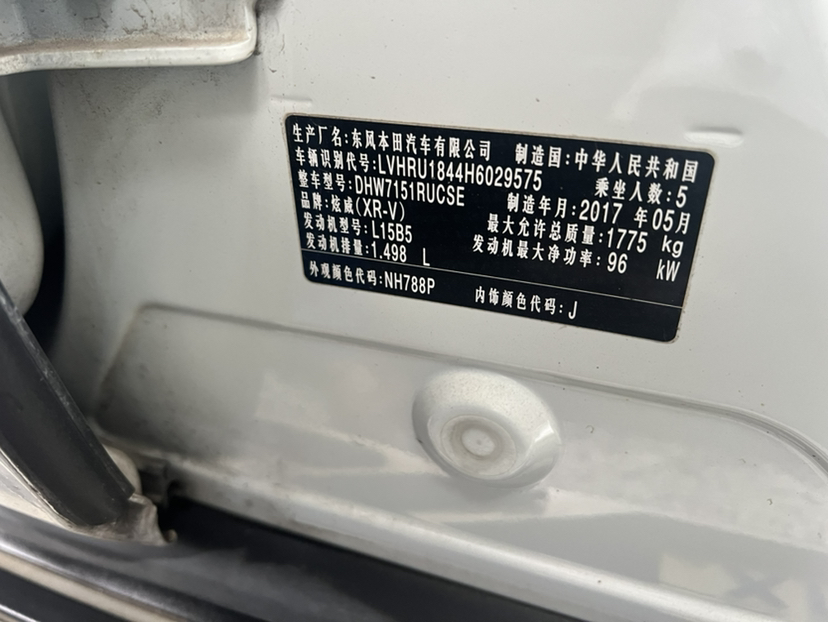 生产厂名:东风本田汽车有限公司 制造国:中华人民共和国
车辆识别代号:LVHRU1844H6029575 乘坐人数:5
整车型号:DHW7151RUCSE 制造年月:2017 年05月
品牌:炫威(XR-V) 最大允许总质量:1775 kg
发动机型号:L15B5 发动机最大净功率:96 kW
发动机排量:1.498 L
外观颜色代码:NH788P 内饰颜色代码:J